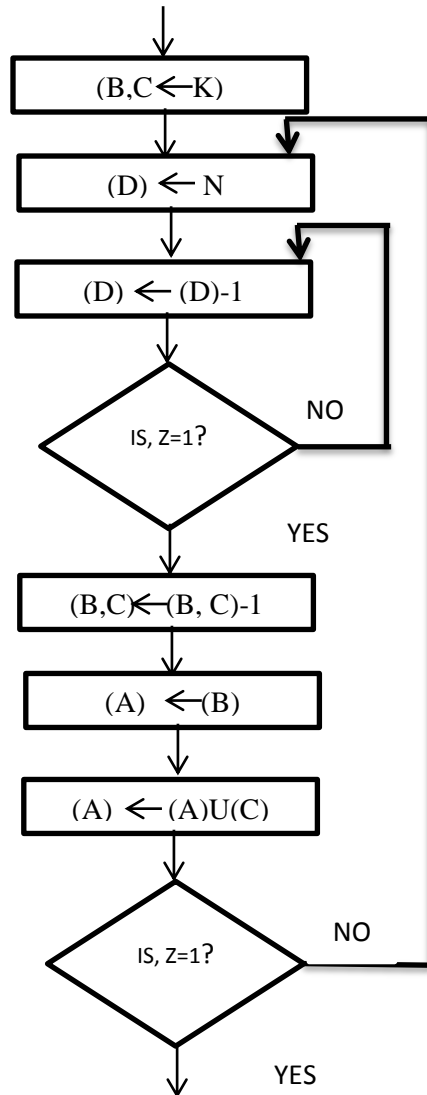 (B,C ← K)
(D) ← N
(D) ← (D)-1
IS, Z=1?
NO
YES
(B,C) ← (B, C)-1
(A) ← (B)
(A) ← (A)U(C)
IS, Z=1?
NO
YES